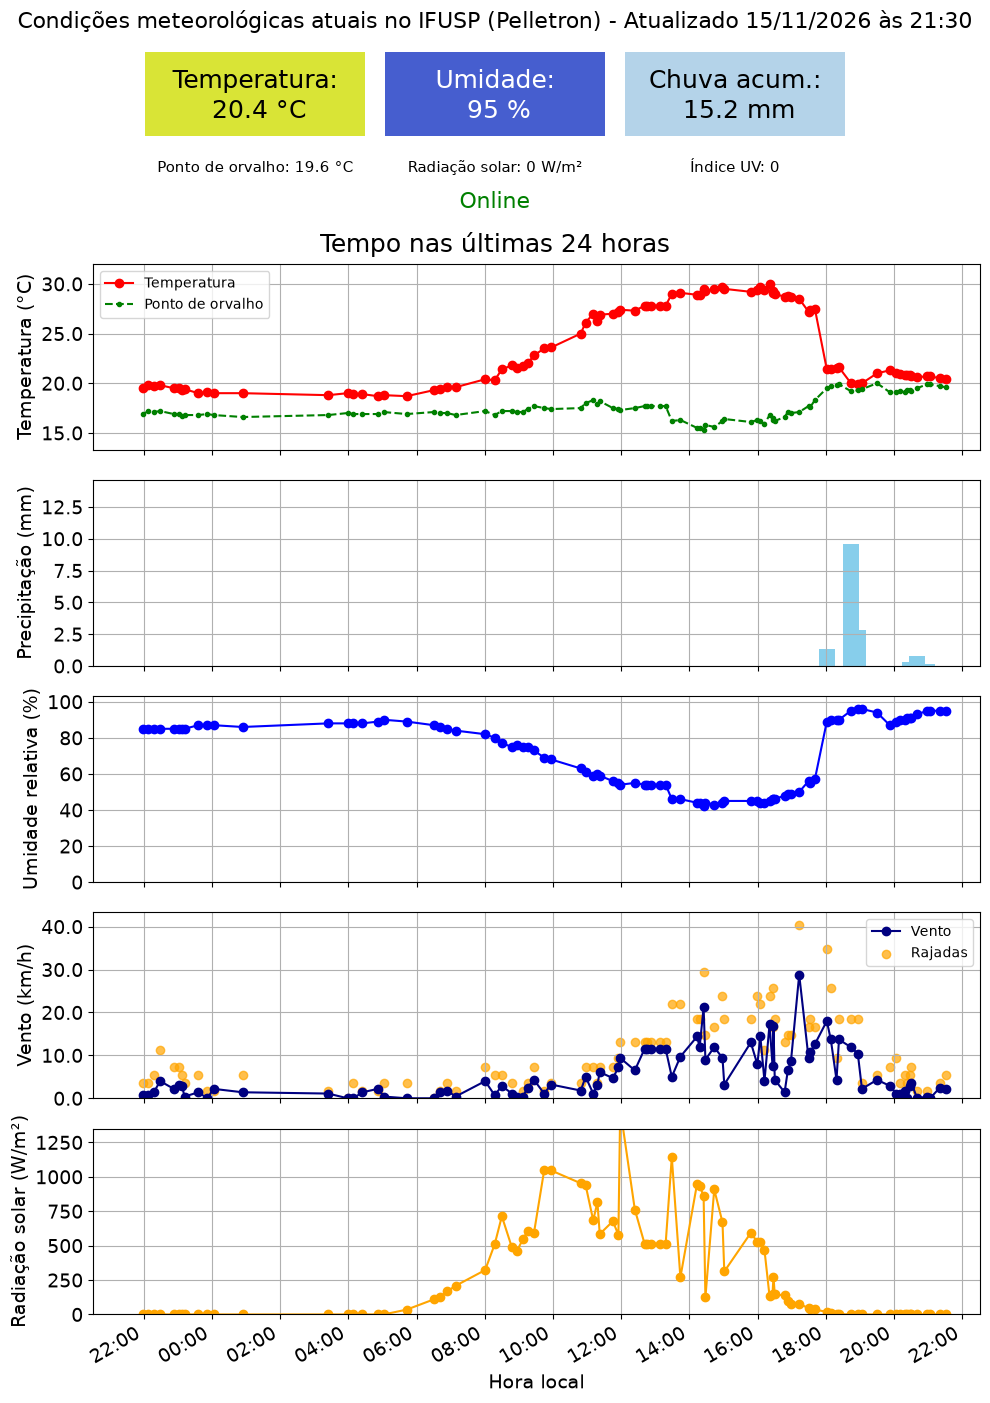 Condições meteorológicas atuais no IFUSP (Pelletron) - Atualizado 15/11/2026 às 21:30
Temperatura:
20.4 °C
Umidade:
95 %
Chuva acum.:
15.2 mm
Ponto de orvalho: 19.6 °C
Radiação solar: 0 W/m²
Índice UV: 0
Online
Tempo nas últimas 24 horas
Temperatura (°C)
30.0
25.0
20.0
15.0
Temperatura
Ponto de orvalho
Precipitação (mm)
12.5
10.0
7.5
5.0
2.5
0.0
Umidade relativa (%)
100
80
60
40
20
0
Vento (km/h)
40.0
30.0
20.0
10.0
0.0
Vento
Rajadas
Radiação solar (W/m²)
1250
1000
750
500
250
0
22:00
00:00
02:00
04:00
06:00
08:00
10:00
12:00
14:00
16:00
18:00
20:00
22:00
Hora local